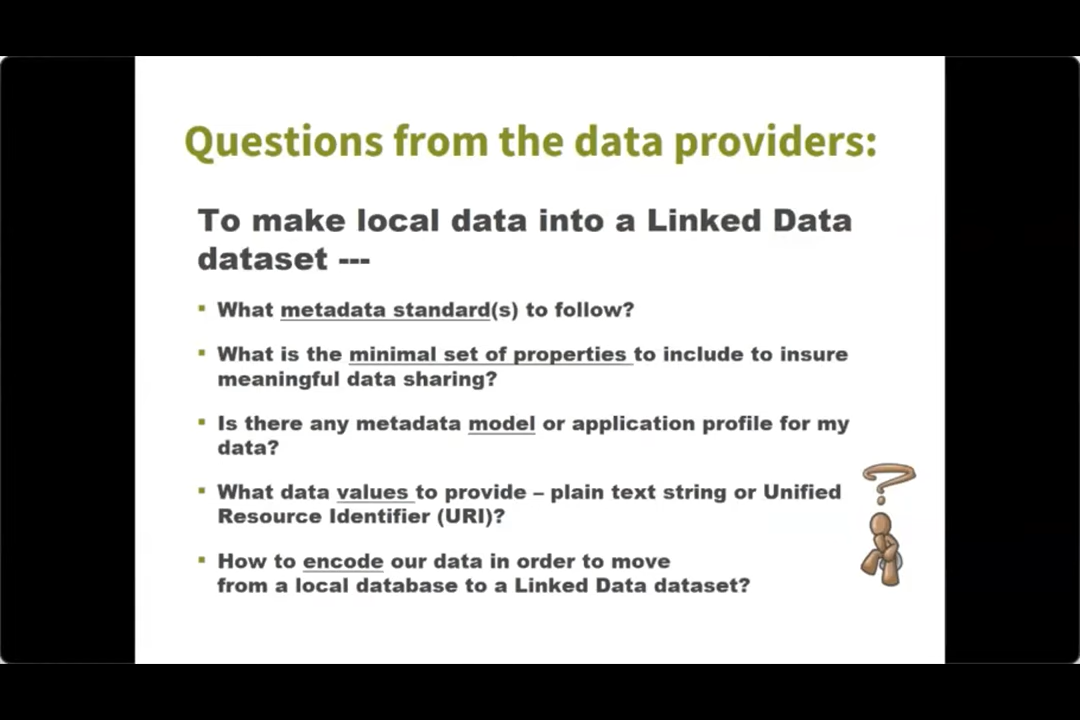 Questions from the data providers:
To make local data into a Linked Data
dataset ---
▪ What metadata standard(s) to follow?
▪ What is the minimal set of properties to include to insure
meaningful data sharing?
▪ Is there any metadata model or application profile for my
data?
▪ What data values to provide – plain text string or Unified
Resource Identifier (URI)?
▪ How to encode our data in order to move
from a local database to a Linked Data dataset?